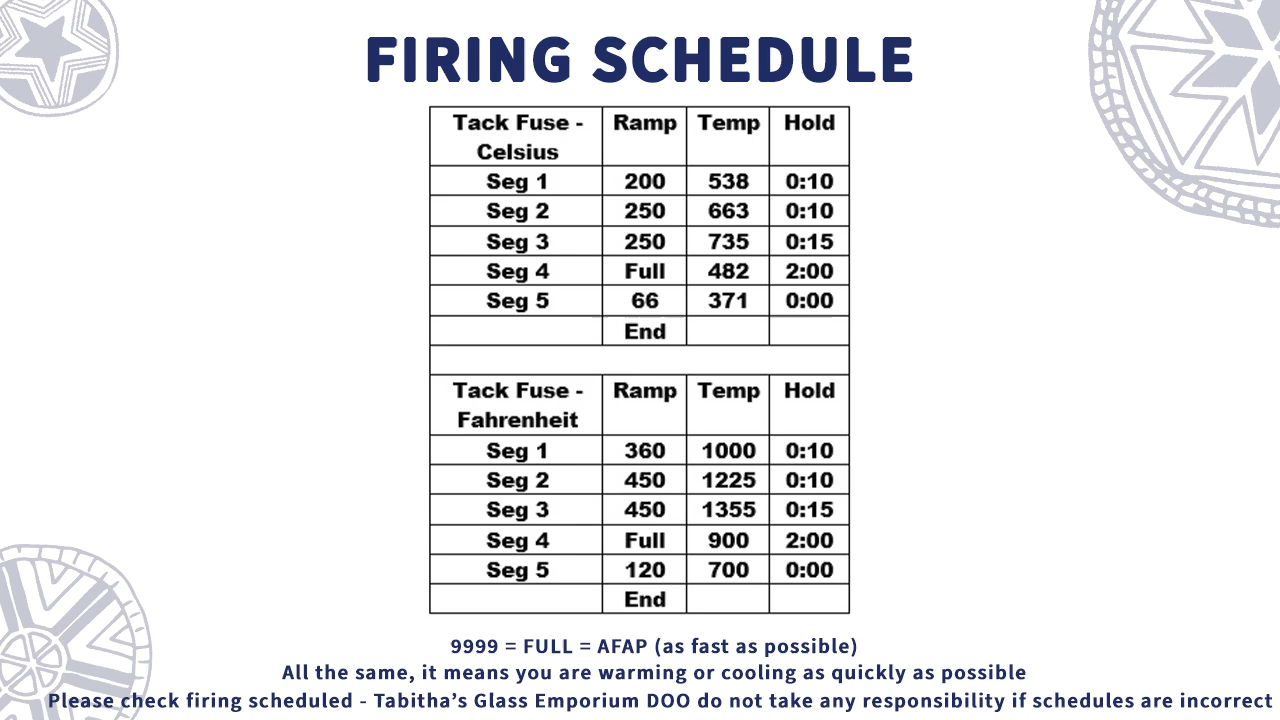 FIRING SCHEDULE
Tack Fuse - Celsius Ramp Temp Hold
Seg 1 200 538 0:10
Seg 2 250 663 0:10
Seg 3 250 735 0:15
Seg 4 Full 482 2:00
Seg 5 66 371 0:00
End
Tack Fuse - Fahrenheit Ramp Temp Hold
Seg 1 360 1000 0:10
Seg 2 450 1225 0:10
Seg 3 450 1355 0:15
Seg 4 Full 900 2:00
Seg 5 120 700 0:00
End
9999 = FULL = AFAP (as fast as possible)
All the same, it means you are warming or cooling as quickly as possible
Please check firing scheduled - Tabitha’s Glass Emporium DOO do not take any responsibility if schedules are incorrect